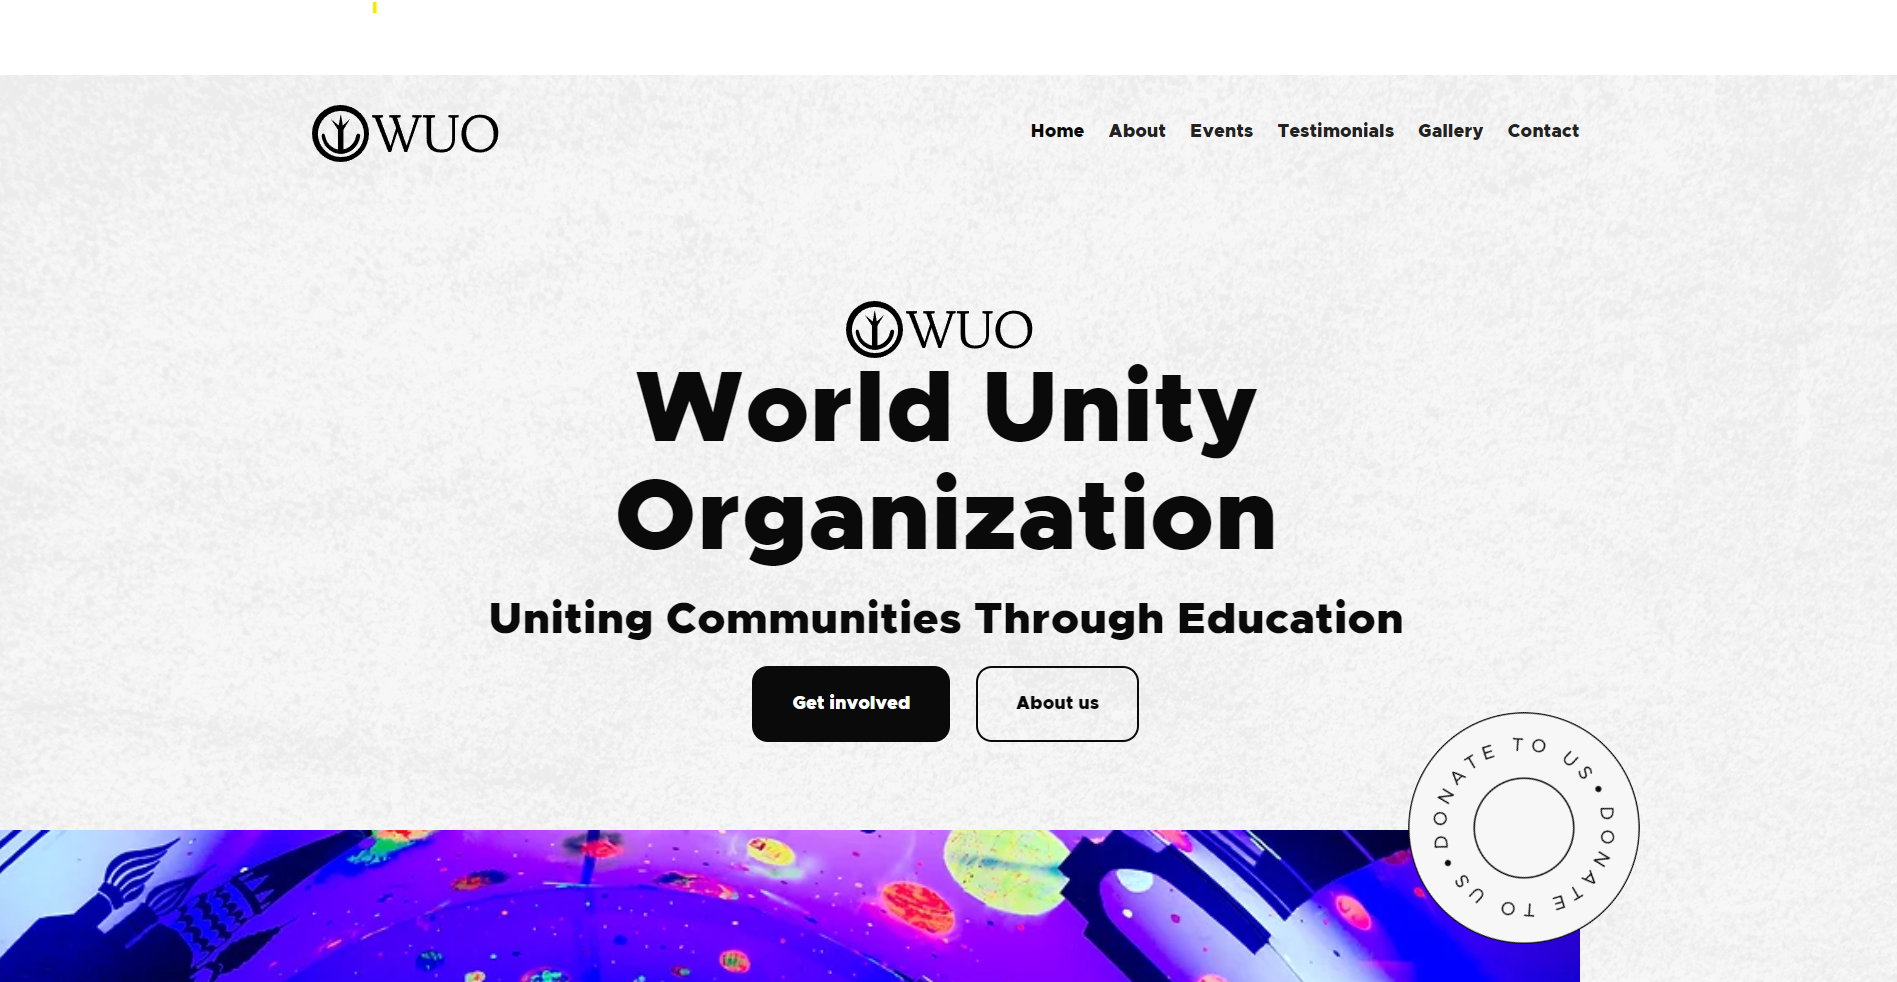 WUO
Home About Events Testimonials Gallery Contact
WUO
World Unity
Organization
Uniting Communities Through Education
Get involved About us
DONATE TO US • DONATE TO US •